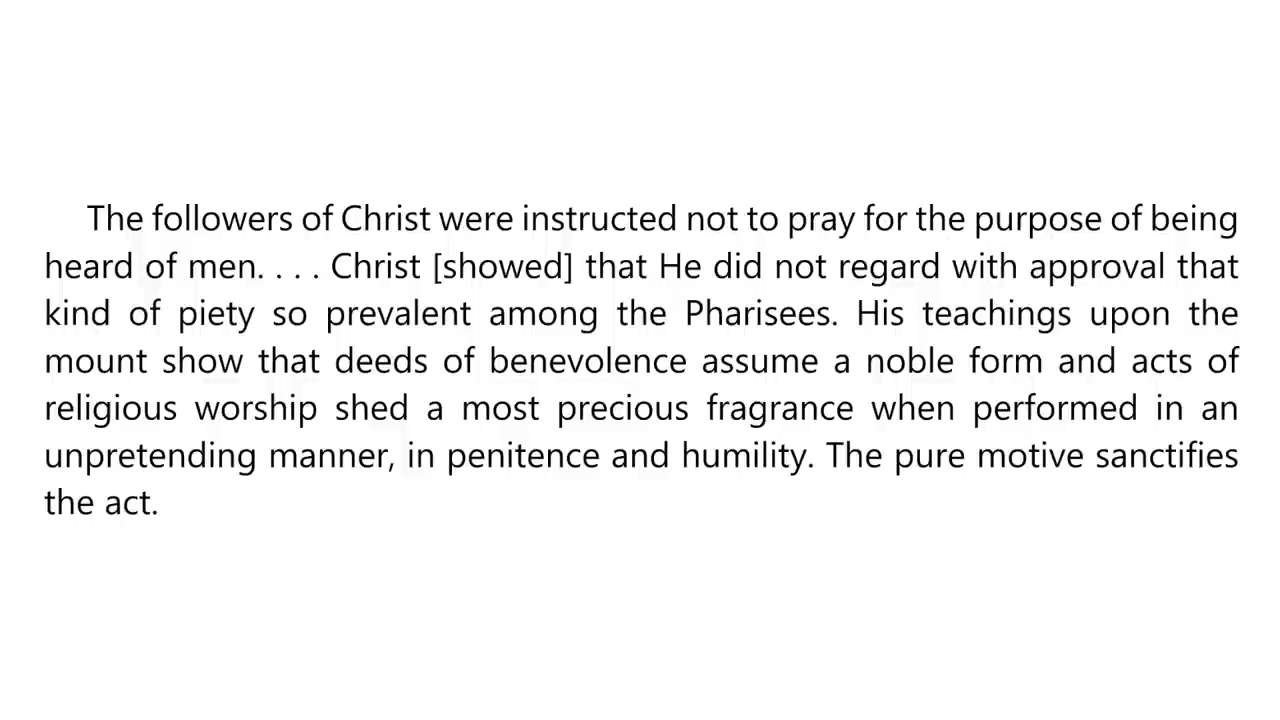 The followers of Christ were instructed not to pray for the purpose of being
heard of men. . . . Christ [showed] that He did not regard with approval that
kind of piety so prevalent among the Pharisees. His teachings upon the
mount show that deeds of benevolence assume a noble form and acts of
religious worship shed a most precious fragrance when performed in an
unpretending manner, in penitence and humility. The pure motive sanctifies
the act.